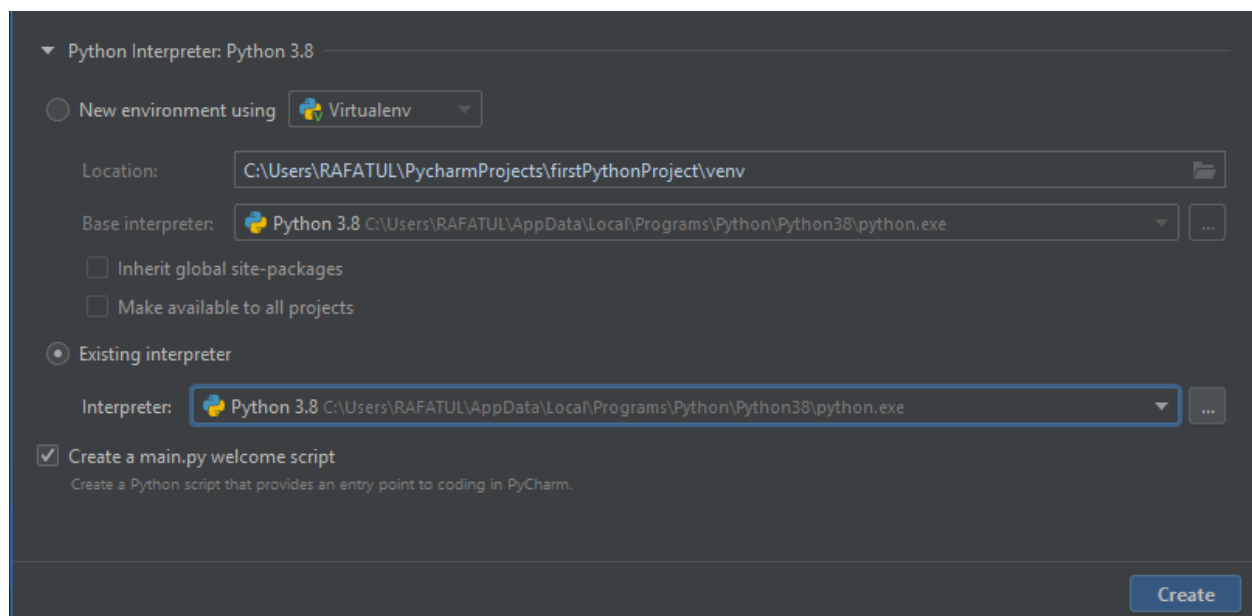 Python Interpreter: Python 3.8
New environment using Virtualenv
Location: C:\Users\RAFATUL\PycharmProjects\firstPythonProject\venv
Base interpreter: Python 3.8 C:\Users\RAFATUL\AppData\Local\Programs\Python\Python38\python.exe ...
Inherit global site-packages
Make available to all projects
Existing interpreter
Interpreter: Python 3.8 C:\Users\RAFATUL\AppData\Local\Programs\Python\Python38\python.exe ...
Create a main.py welcome script
Create a Python script that provides an entry point to coding in PyCharm.
Create